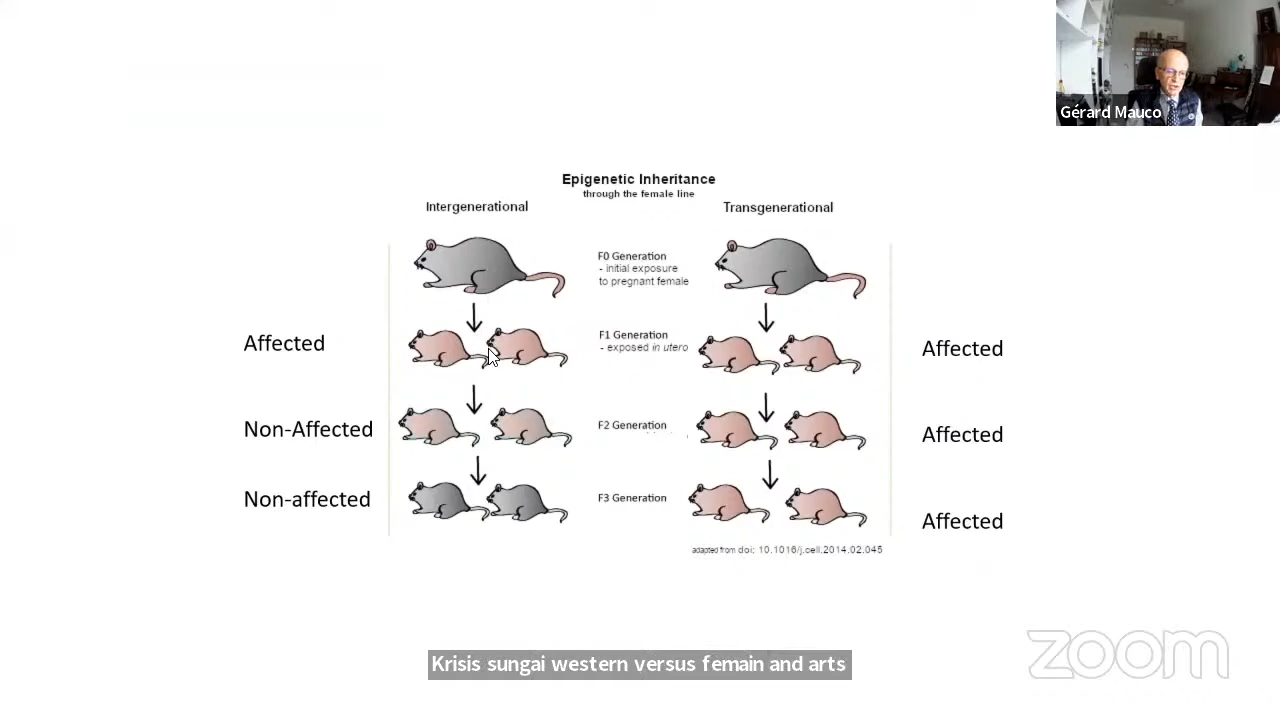 Gérard Mauco
Epigenetic Inheritance
through the female line
Intergenerational
Transgenerational
F0 Generation
- initial exposure
to pregnant female
F1 Generation
- exposed in utero
Affected
Affected
F2 Generation
Non-Affected
Affected
F3 Generation
Non-affected
Affected
adapted from doi: 10.1016/j.cell.2014.02.045
Krisis sungai western versus femain and arts
zoom